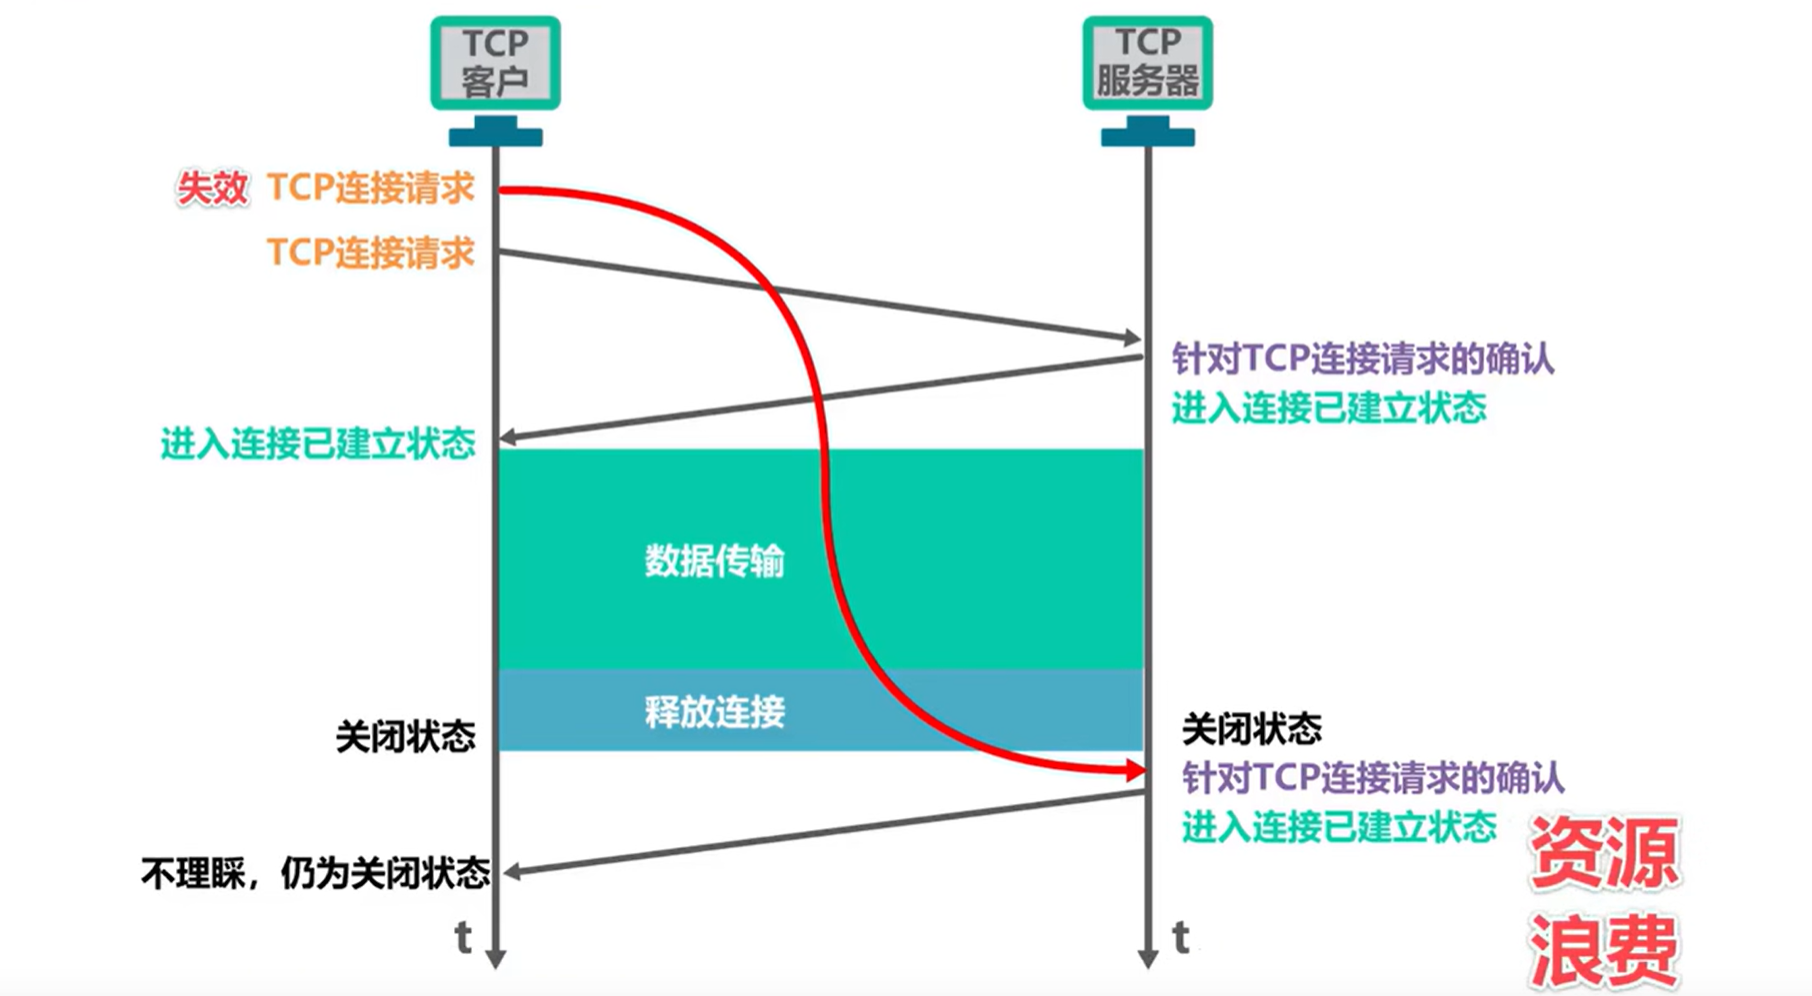 TCP
客户
TCP
服务器
失效 TCP连接请求
TCP连接请求
针对TCP连接请求的确认
进入连接已建立状态
进入连接已建立状态
数据传输
释放连接
关闭状态
关闭状态
针对TCP连接请求的确认
进入连接已建立状态
资源
浪费
不理睬，仍为关闭状态
t
t